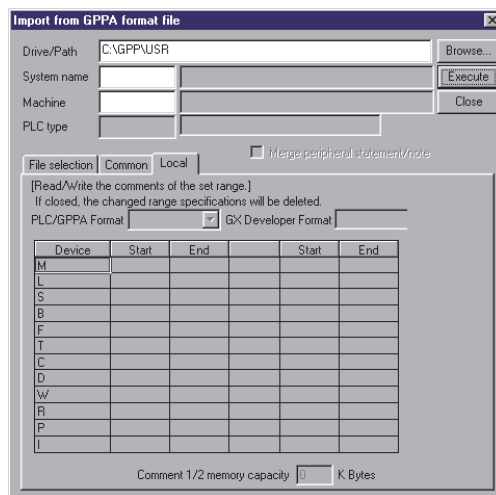 Import from GPPA format file
Drive/Path C:\GPP\USR Browse...
System name Execute
Machine Close
PLC type
Merge peripheral statement/note
File selection Common Local
[Read/Write the comments of the set range.]
If closed, the changed range specifications will be deleted.
PLC/GPPA Format GX Developer Format
Device Start End Start End
M
L
S
B
F
T
C
D
W
R
P
I
Comment 1/2 memory capacity 0 K Bytes